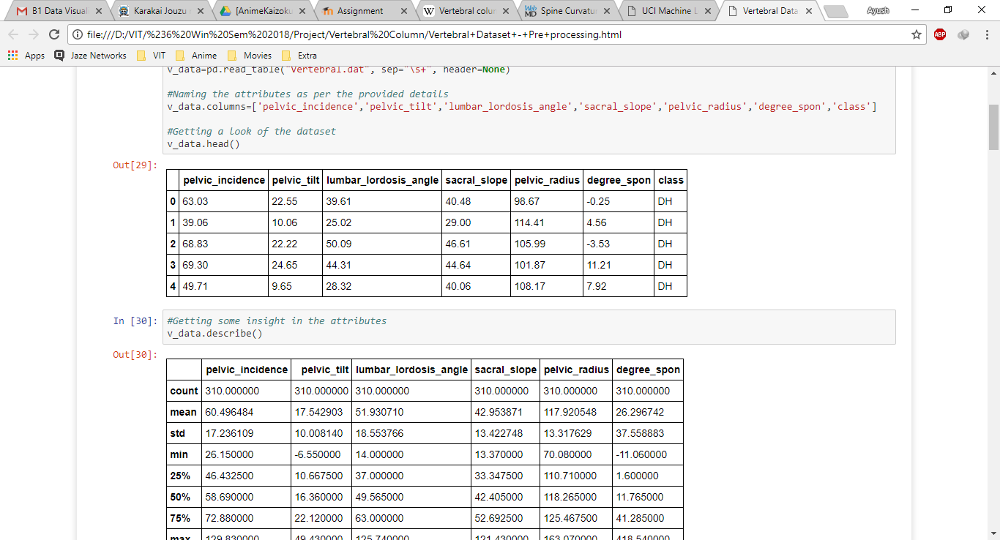 B1 Data Visuali
Karakai Jouzu
[AnimeKaizoku
Assignment
Vertebral colur
Spine Curvatur
UCI Machine L
Vertebral Data
Ayush
file:///D:/VIT/%236%20Win%20Sem%202018/Project/Vertebral%20Column/Vertebral+Dataset+-+Pre+processing.html
ABP
Apps Jaze Networks VIT Anime Movies Extra
v_data=pd.read_table("Vertebral.dat", sep="\s+", header=None)
#Naming the attributes as per the provided details
v_data.columns=['pelvic_incidence','pelvic_tilt','lumbar_lordosis_angle','sacral_slope','pelvic_radius','degree_spon','class']
#Getting a look of the dataset
v_data.head()
Out[29]:
pelvic_incidence pelvic_tilt lumbar_lordosis_angle sacral_slope pelvic_radius degree_spon class
0 63.03 22.55 39.61 40.48 98.67 -0.25 DH
1 39.06 10.06 25.02 29.00 114.41 4.56 DH
2 68.83 22.22 50.09 46.61 105.99 -3.53 DH
3 69.30 24.65 44.31 44.64 101.87 11.21 DH
4 49.71 9.65 28.32 40.06 108.17 7.92 DH
In [30]: #Getting some insight in the attributes
v_data.describe()
Out[30]:
pelvic_incidence pelvic_tilt lumbar_lordosis_angle sacral_slope pelvic_radius degree_spon
count 310.000000 310.000000 310.000000 310.000000 310.000000 310.000000
mean 60.496484 17.542903 51.930710 42.953871 117.920548 26.296742
std 17.236109 10.008140 18.553766 13.422748 13.317629 37.558883
min 26.150000 -6.550000 14.000000 13.370000 70.080000 -11.060000
25% 46.432500 10.667500 37.000000 33.347500 110.710000 1.600000
50% 58.690000 16.360000 49.565000 42.405000 118.265000 11.765000
75% 72.880000 22.120000 63.000000 52.692500 125.467500 41.285000
max 129.830000 49.430000 125.740000 121.430000 163.070000 418.540000